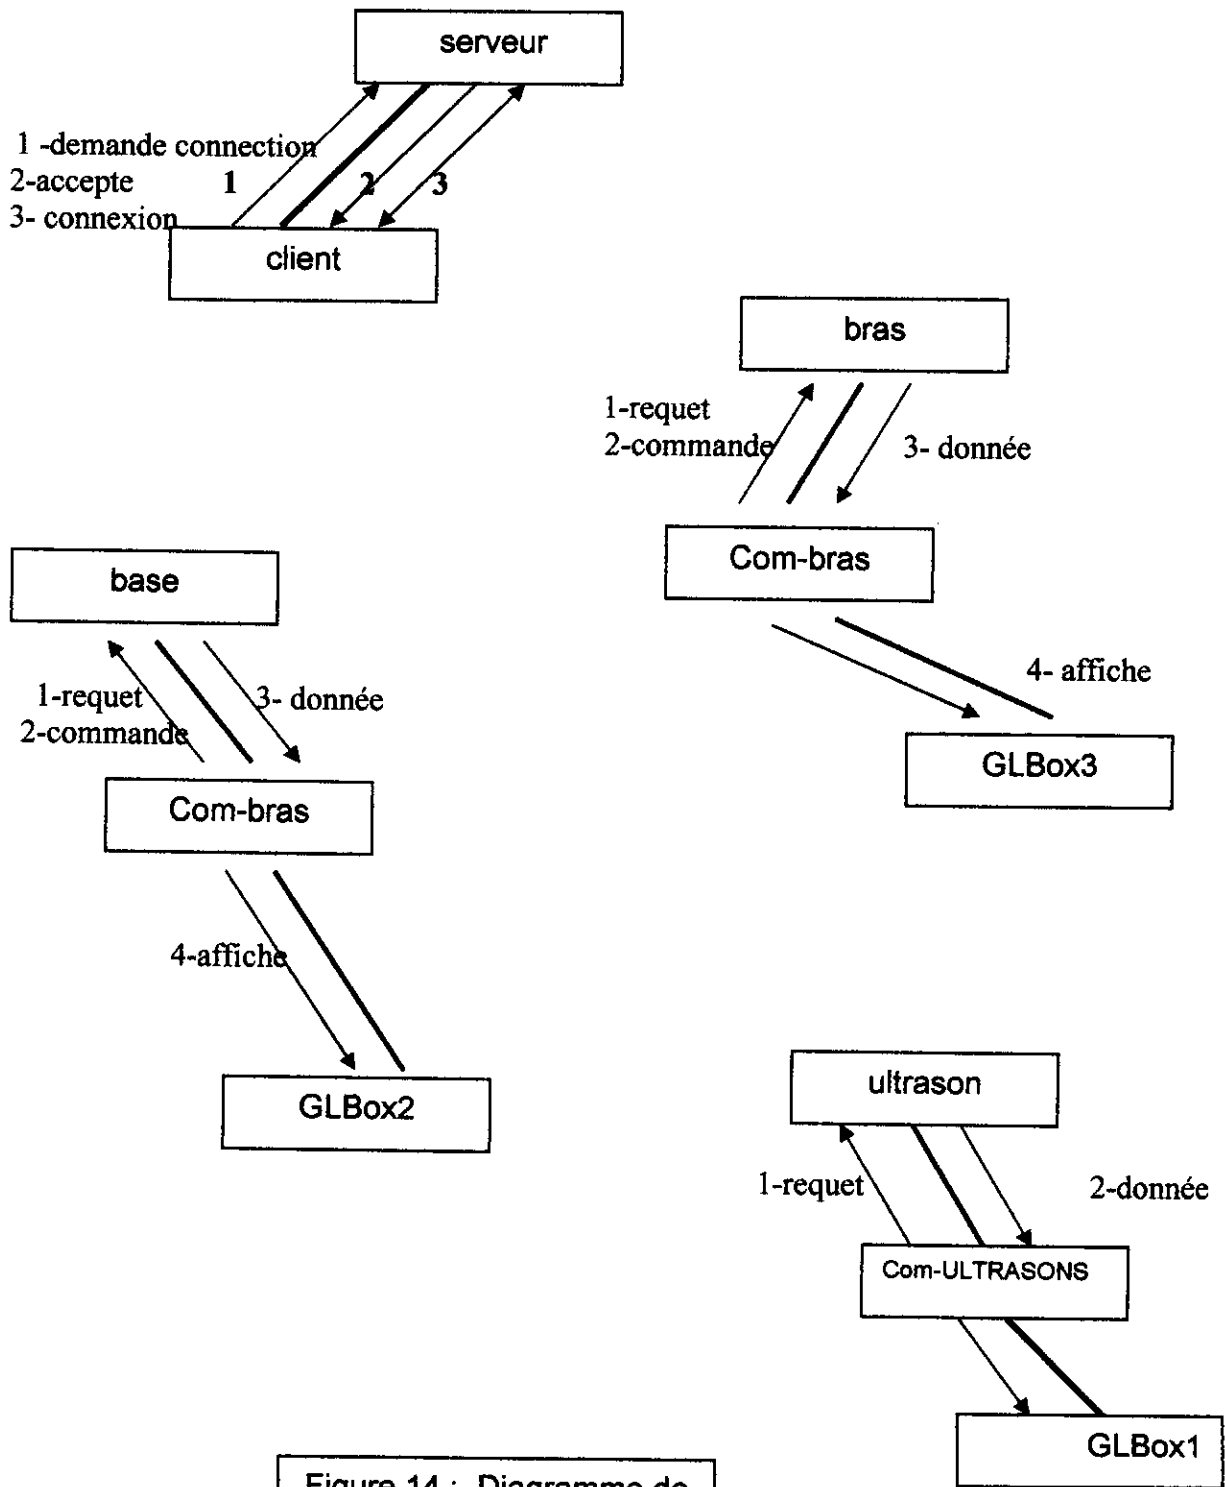 serveur
1 -demande connection
2-accepte
3- connexion
1
2
3
client
bras
1-requet
2-commande
3- donnée
Com-bras
4- affiche
GLBox3
base
1-requet
2-commande
3- donnée
Com-bras
4-affiche
GLBox2
ultrason
1-requet
2-donnée
Com-ULTRASONS
GLBox1
Figure 14 : Diagramme de